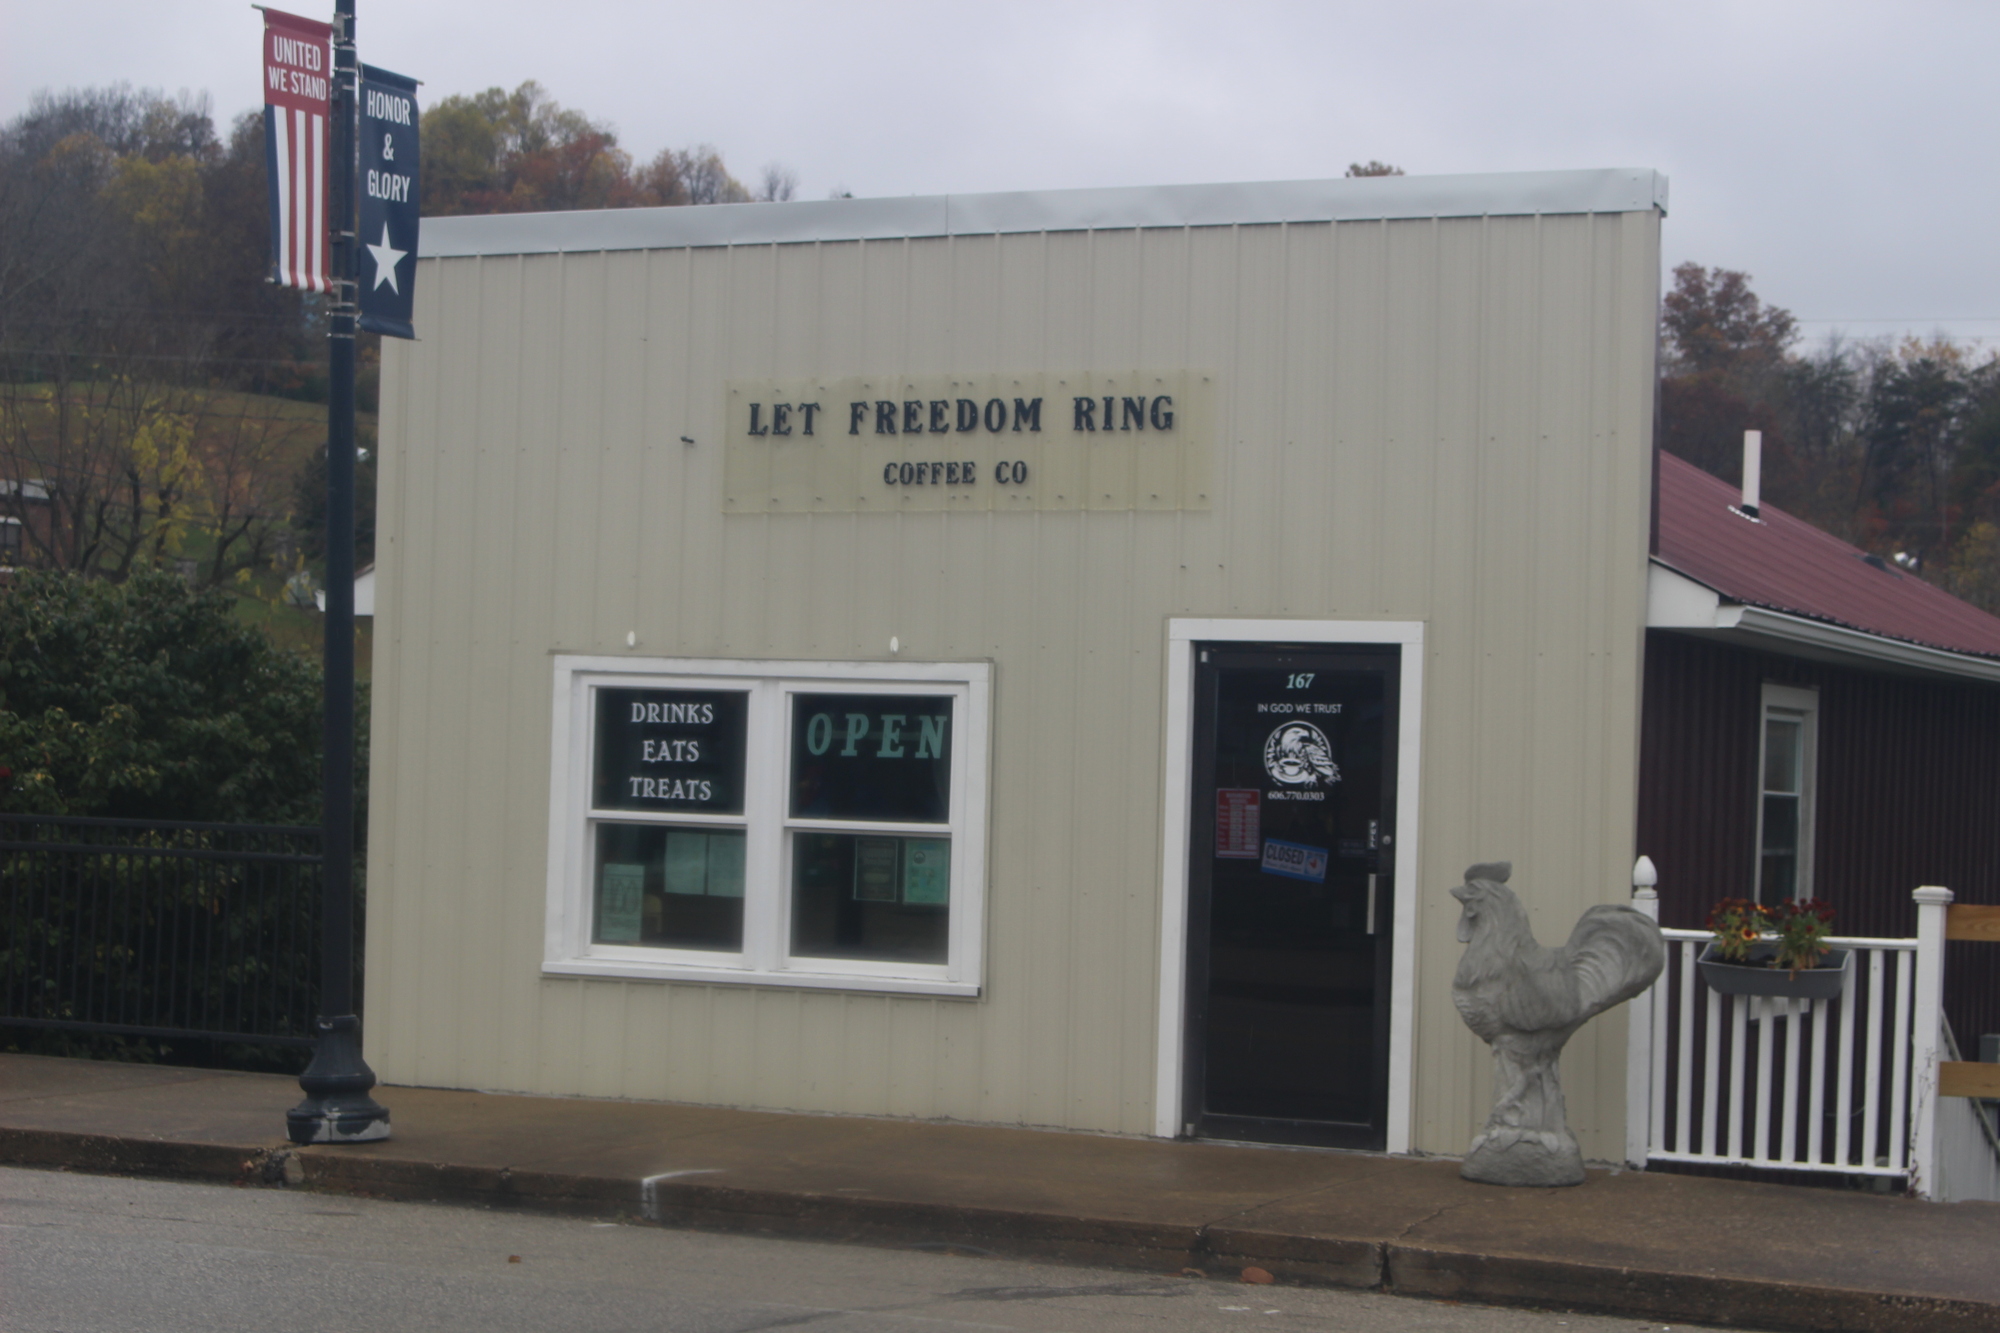 UNITED
WE STAND
HONOR
&
GLORY
LET FREEDOM RING
COFFEE CO
DRINKS
EATS
TREATS
OPEN
167
IN GOD WE TRUST
606.770.0303
CLOSED
PULL